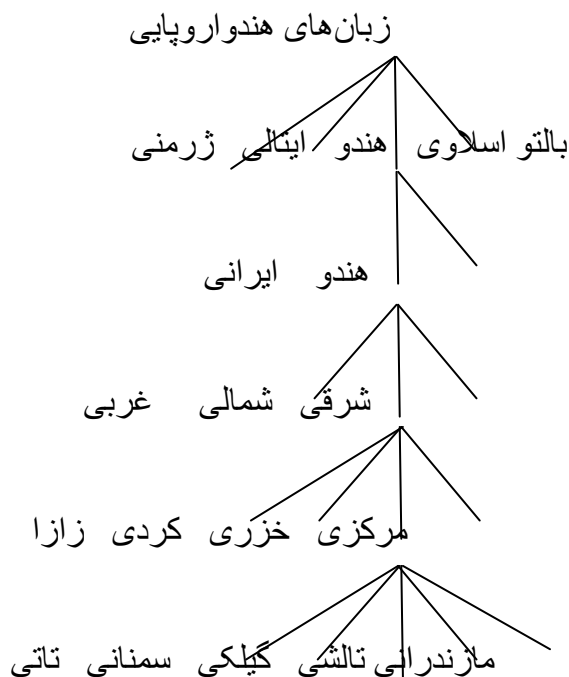 زبان‌های هندواروپایی
بالتو اسلاوی هندو ایتالی ژرمنی
هندو ایرانی
شرقی شمالی غربی
مرکزی خزری کردی زازا
مازندرانی تالشی گیلکی سمنانی تاتی